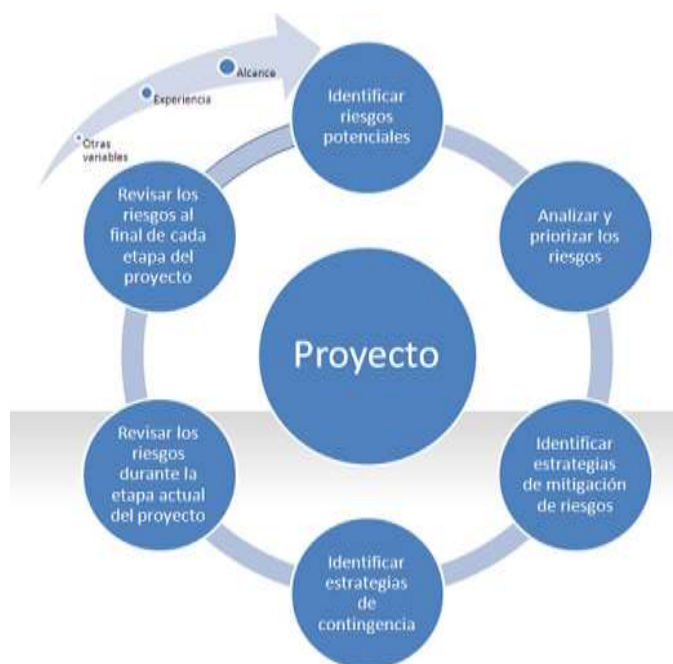 Alcance
Experiencia
Otras
variables
Identificar
riesgos
potenciales
Analizar y
priorizar los
riesgos
Identificar
estrategias
de mitigación
de riesgos
Identificar
estrategias
de
contingencia
Revisar los
riesgos
durante la
etapa actual
del proyecto
Revisar los
riesgos al
final de cada
etapa del
proyecto
Proyecto